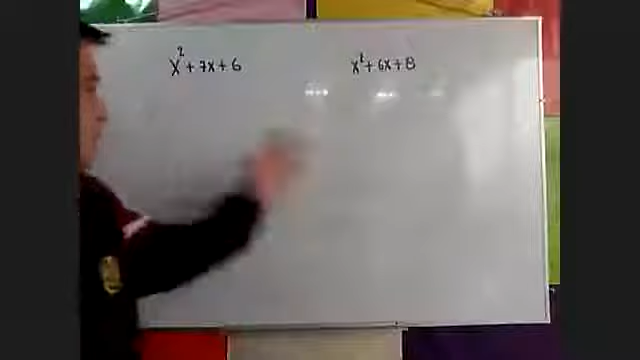 x² + 7x + 6
x² + 6x + 8